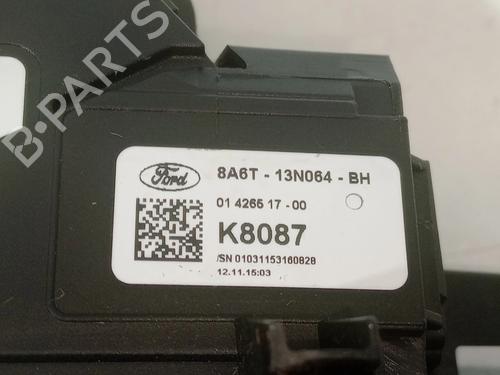 B-PARTS
Ford
8A6T - 13N064 - BH
01 4265 17 - 00
K8087
/SN 01031153160828
12.11.15:03